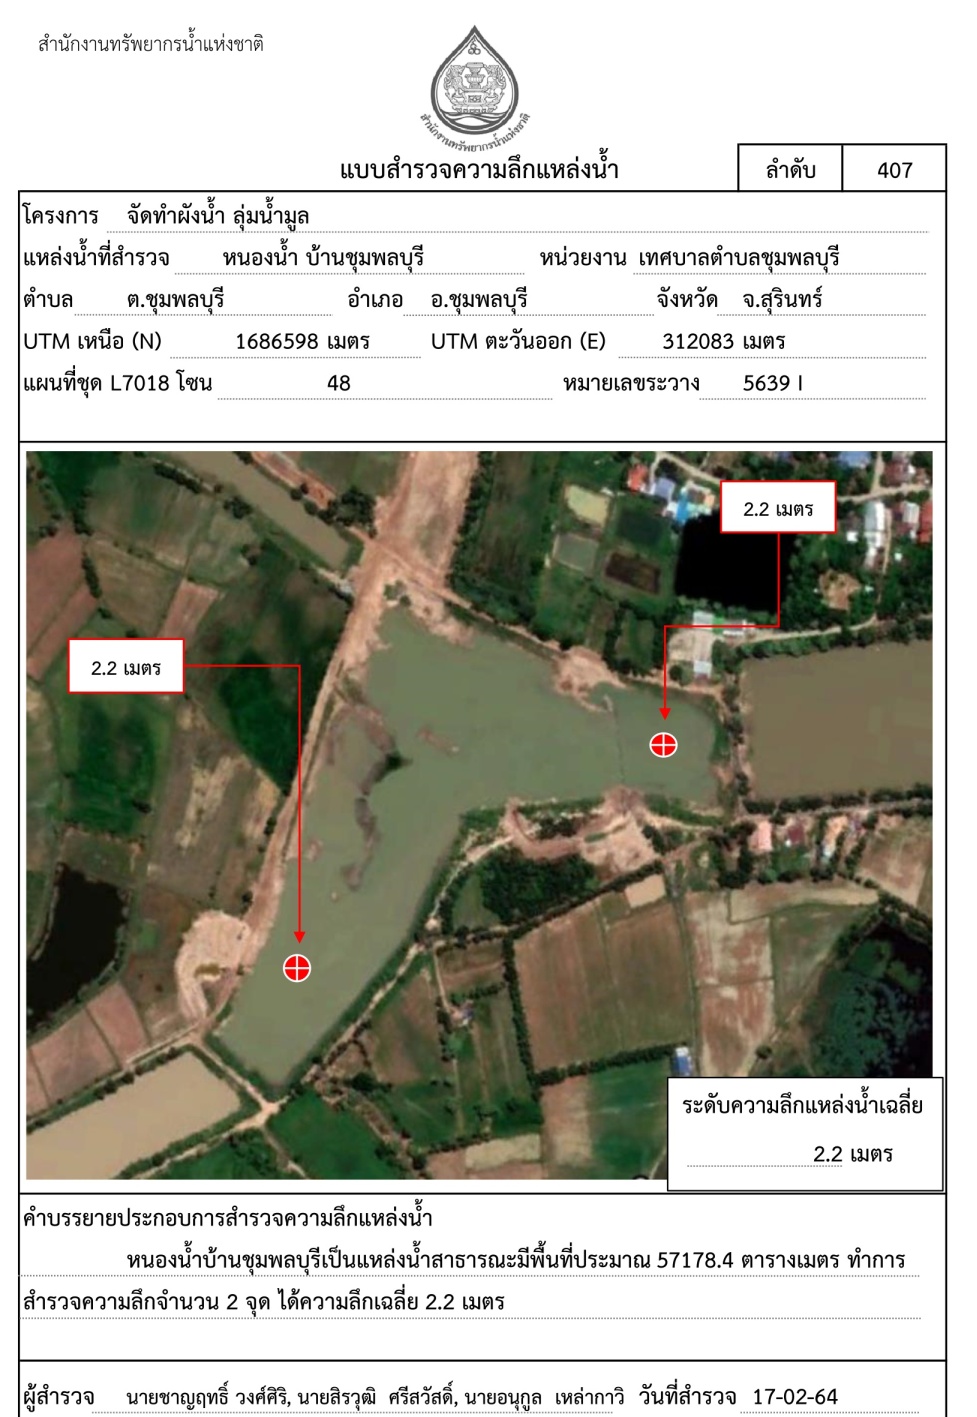 สำนักงานทรัพยากรน้ำแห่งชาติ
สำนักงานทรัพยากรน้ำแห่งชาติ
แบบสำรวจความลึกแหล่งน้ำ ลำดับ 407
โครงการ จัดทำผังน้ำ ลุ่มน้ำมูล
แหล่งน้ำที่สำรวจ หนองน้ำ บ้านชุมพลบุรี หน่วยงาน เทศบาลตำบลชุมพลบุรี
ตำบล ต.ชุมพลบุรี อำเภอ อ.ชุมพลบุรี จังหวัด จ.สุรินทร์
UTM เหนือ (N) 1686598 เมตร UTM ตะวันออก (E) 312083 เมตร
แผนที่ชุด L7018 โซน 48 หมายเลขระวาง 5639 I
2.2 เมตร
2.2 เมตร
ระดับความลึกแหล่งน้ำเฉลี่ย
2.2 เมตร
คำบรรยายประกอบการสำรวจความลึกแหล่งน้ำ
หนองน้ำบ้านชุมพลบุรีเป็นแหล่งน้ำสาธารณะมีพื้นที่ประมาณ 57178.4 ตารางเมตร ทำการ
สำรวจความลึกจำนวน 2 จุด ได้ความลึกเฉลี่ย 2.2 เมตร
ผู้สำรวจ นายชาญฤทธิ์ วงศ์ศิริ, นายสิรวุฒิ ศรีสวัสดิ์, นายอนุกูล เหล่ากาวิ วันที่สำรวจ 17-02-64